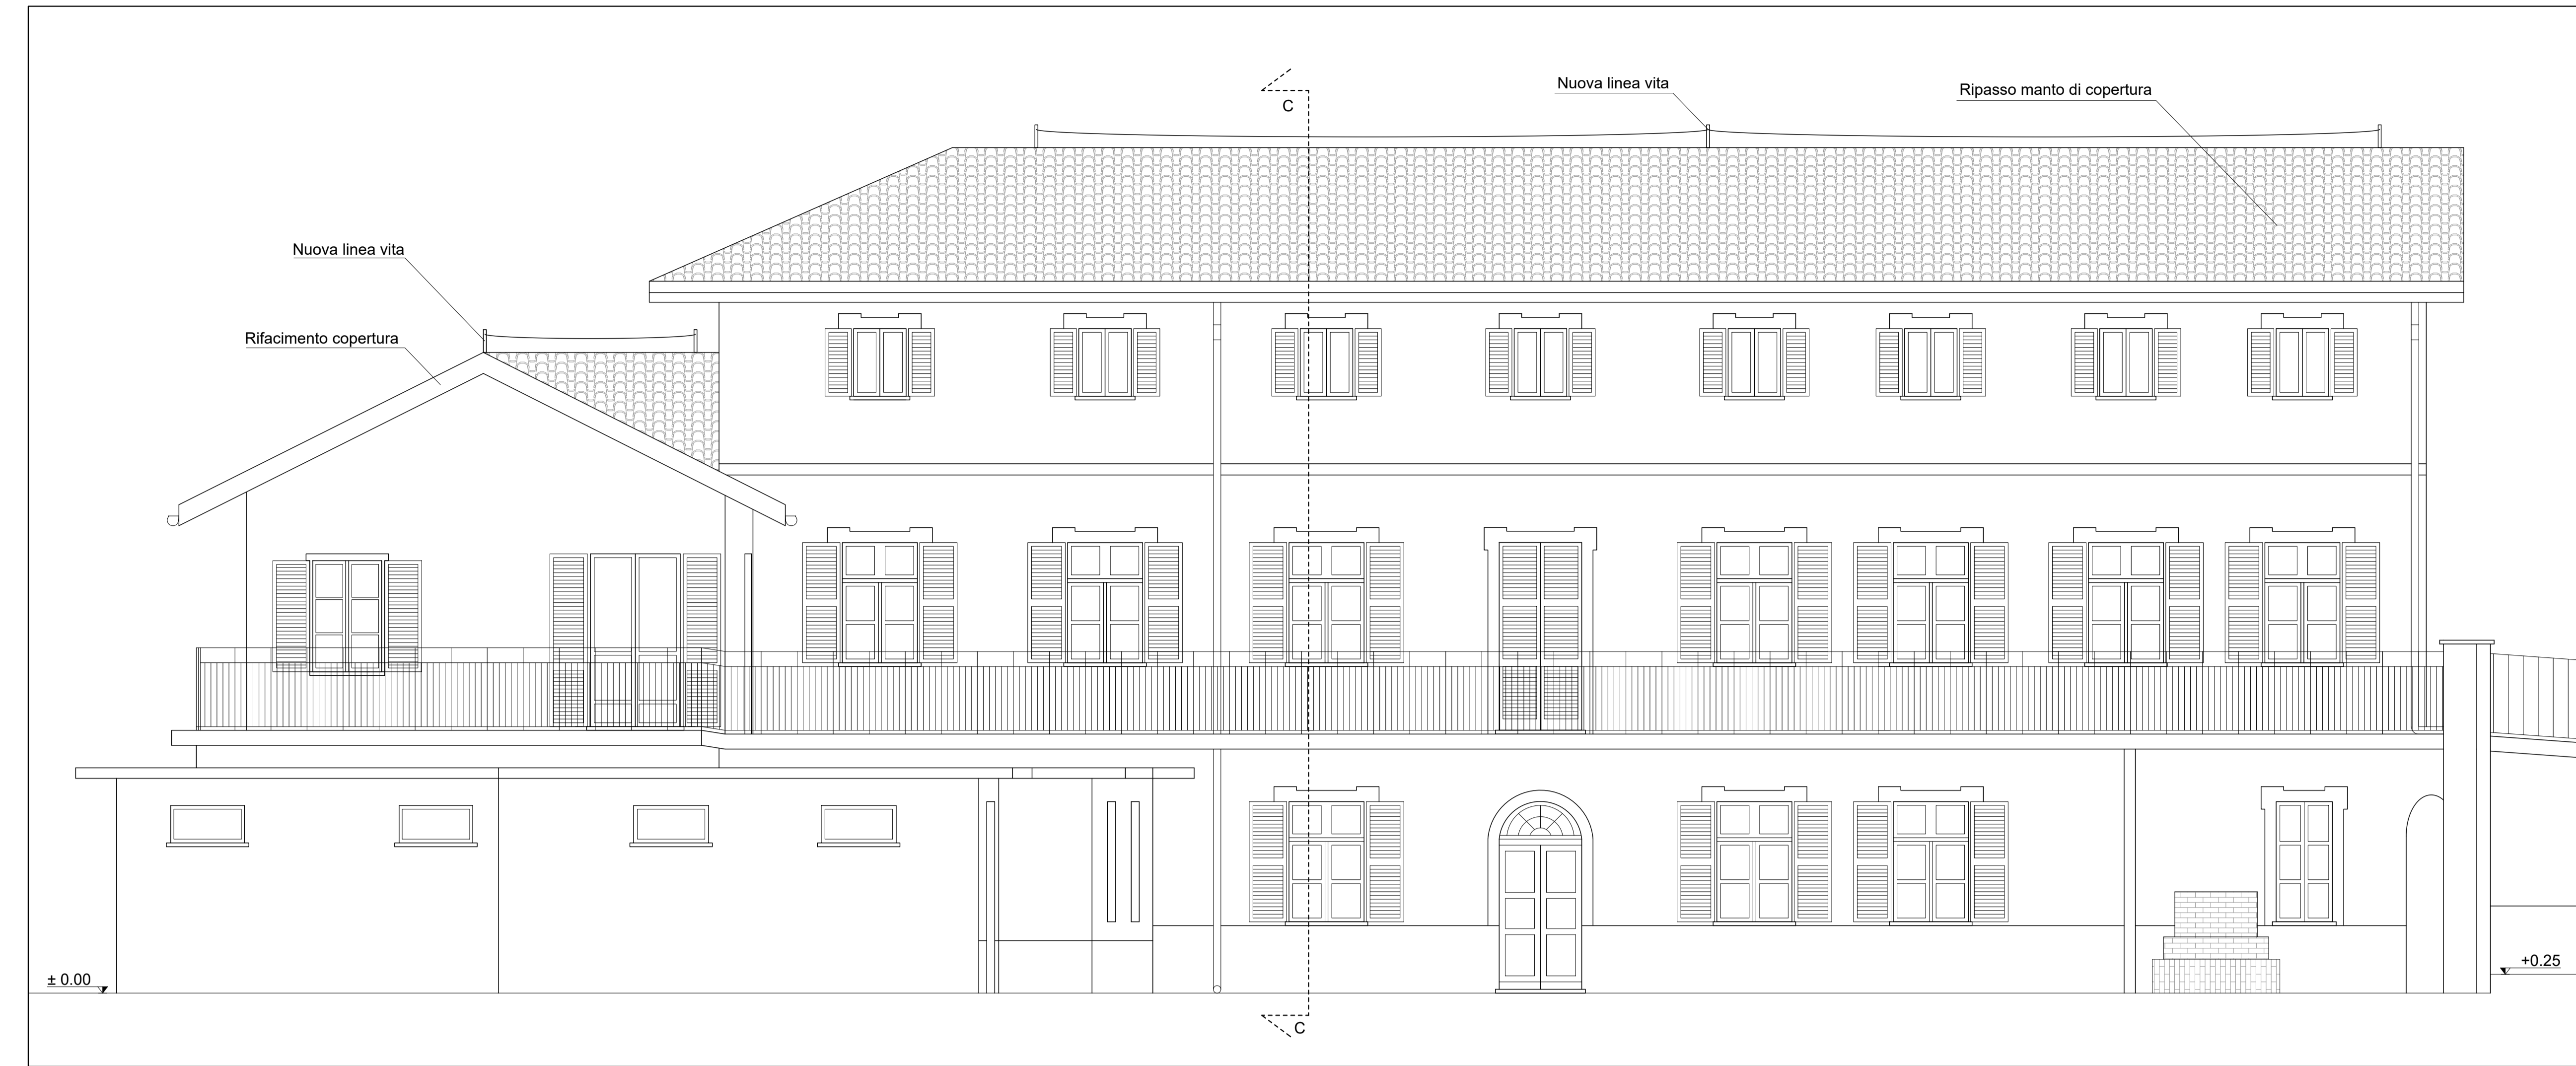 C
Nuova linea vita
Ripasso manto di copertura
Nuova linea vita
Rifacimento copertura
± 0.00
+0.25
C